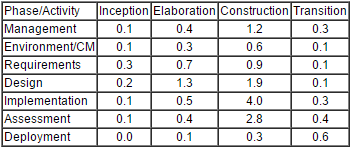 Phase/Activity Inception Elaboration Construction Transition
Management 0.1 0.4 1.2 0.3
Environment/CM 0.1 0.3 0.6 0.1
Requirements 0.3 0.7 0.9 0.1
Design 0.2 1.3 1.9 0.1
Implementation 0.1 0.5 4.0 0.3
Assessment 0.1 0.4 2.8 0.4
Deployment 0.0 0.1 0.3 0.6